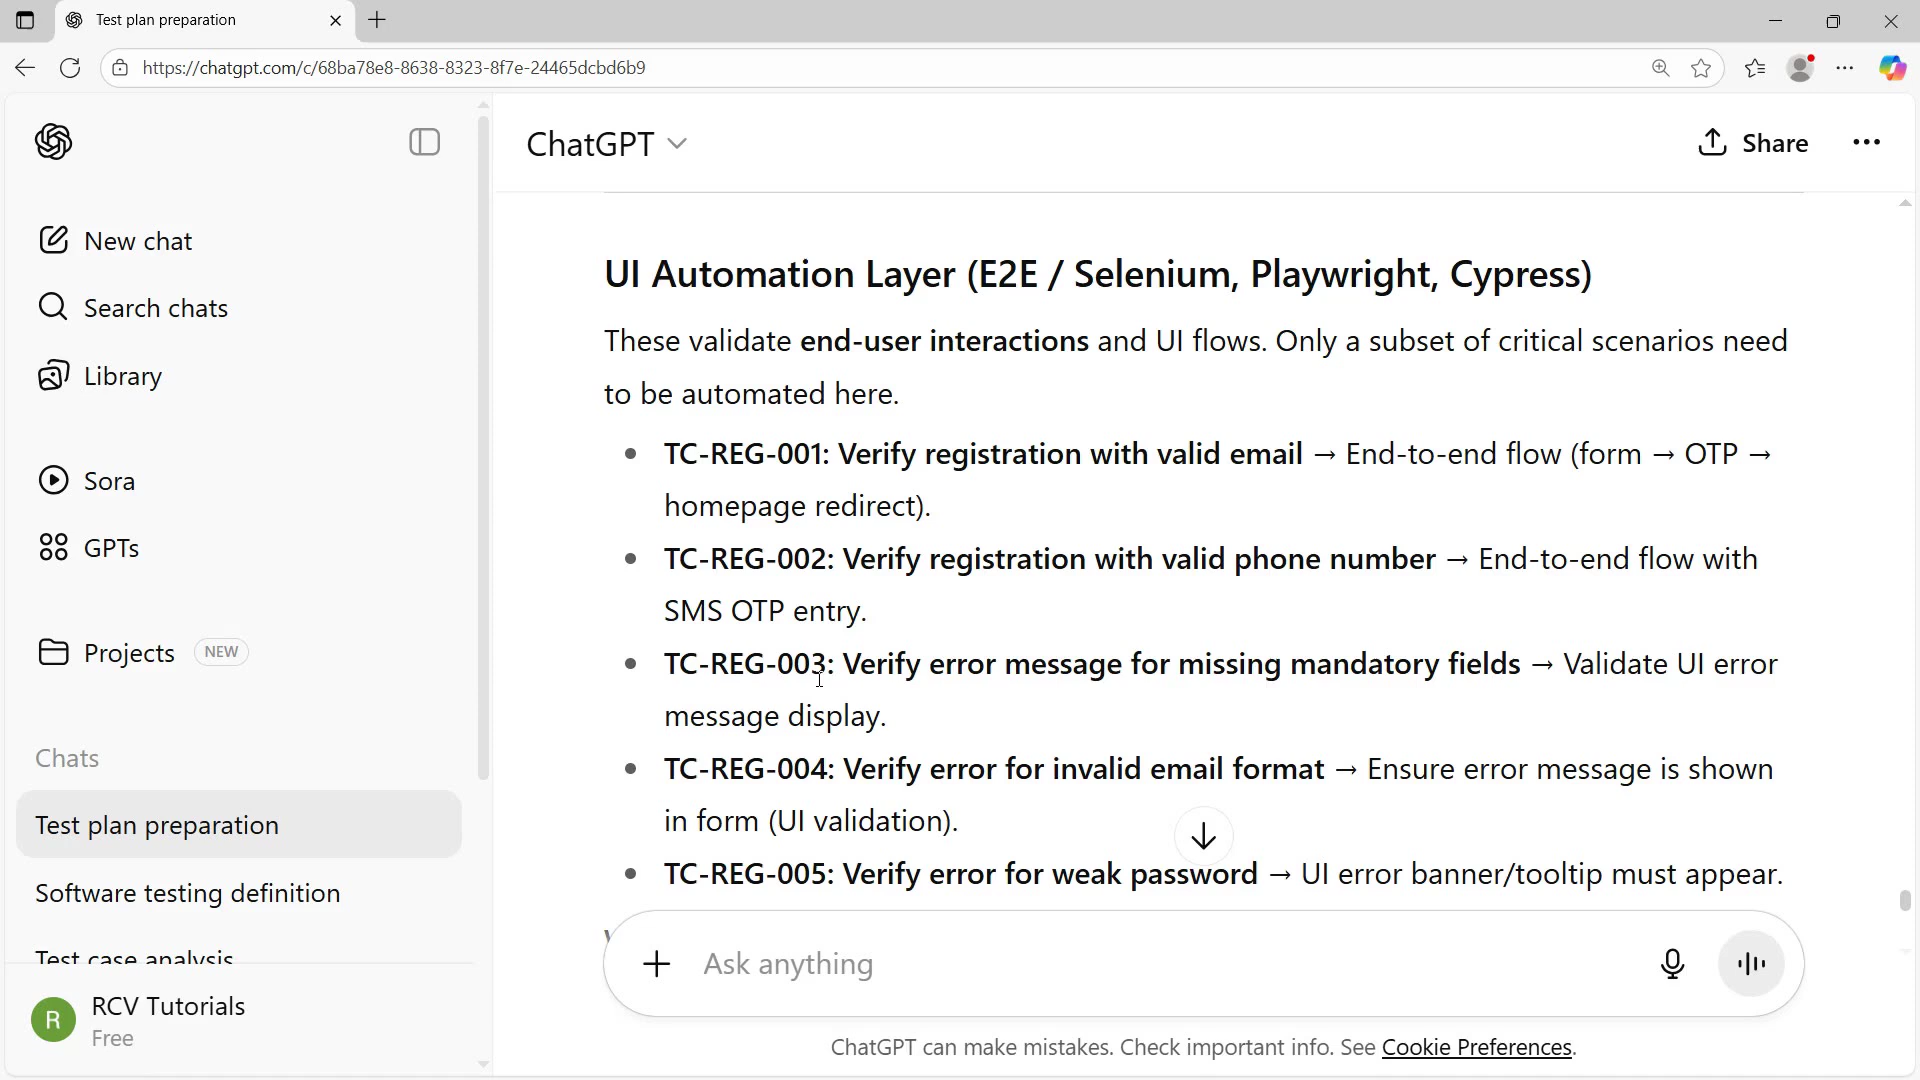 Test plan preparation
https://chatgpt.com/c/68ba78e8-8638-8323-8f7e-24465dcbd6b9
ChatGPT
Share
New chat
Search chats
Library
Sora
GPTs
Projects NEW
Chats
Test plan preparation
Software testing definition
Test case analysis
RCV Tutorials
R
Free
UI Automation Layer (E2E / Selenium, Playwright, Cypress)
These validate end-user interactions and UI flows. Only a subset of critical scenarios need
to be automated here.
• TC-REG-001: Verify registration with valid email → End-to-end flow (form → OTP →
homepage redirect).
• TC-REG-002: Verify registration with valid phone number → End-to-end flow with
SMS OTP entry.
• TC-REG-003: Verify error message for missing mandatory fields → Validate UI error
message display.
• TC-REG-004: Verify error for invalid email format → Ensure error message is shown
in form (UI validation).
• TC-REG-005: Verify error for weak password → UI error banner/tooltip must appear.
Ask anything
ChatGPT can make mistakes. Check important info. See Cookie Preferences.